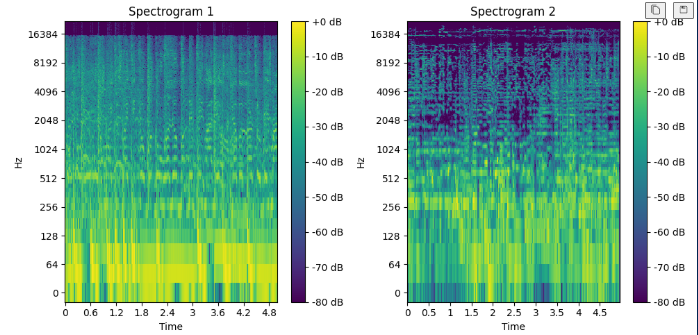 Spectrogram 1
Hz
16384
8192
4096
2048
1024
512
256
128
64
0
0 0.6 1.2 1.8 2.4 3 3.6 4.2 4.8
Time
+0 dB
-10 dB
-20 dB
-30 dB
-40 dB
-50 dB
-60 dB
-70 dB
-80 dB
Spectrogram 2
Hz
16384
8192
4096
2048
1024
512
256
128
64
0
0 0.5 1 1.5 2 2.5 3 3.5 4 4.5
Time
+0 dB
-10 dB
-20 dB
-30 dB
-40 dB
-50 dB
-60 dB
-70 dB
-80 dB